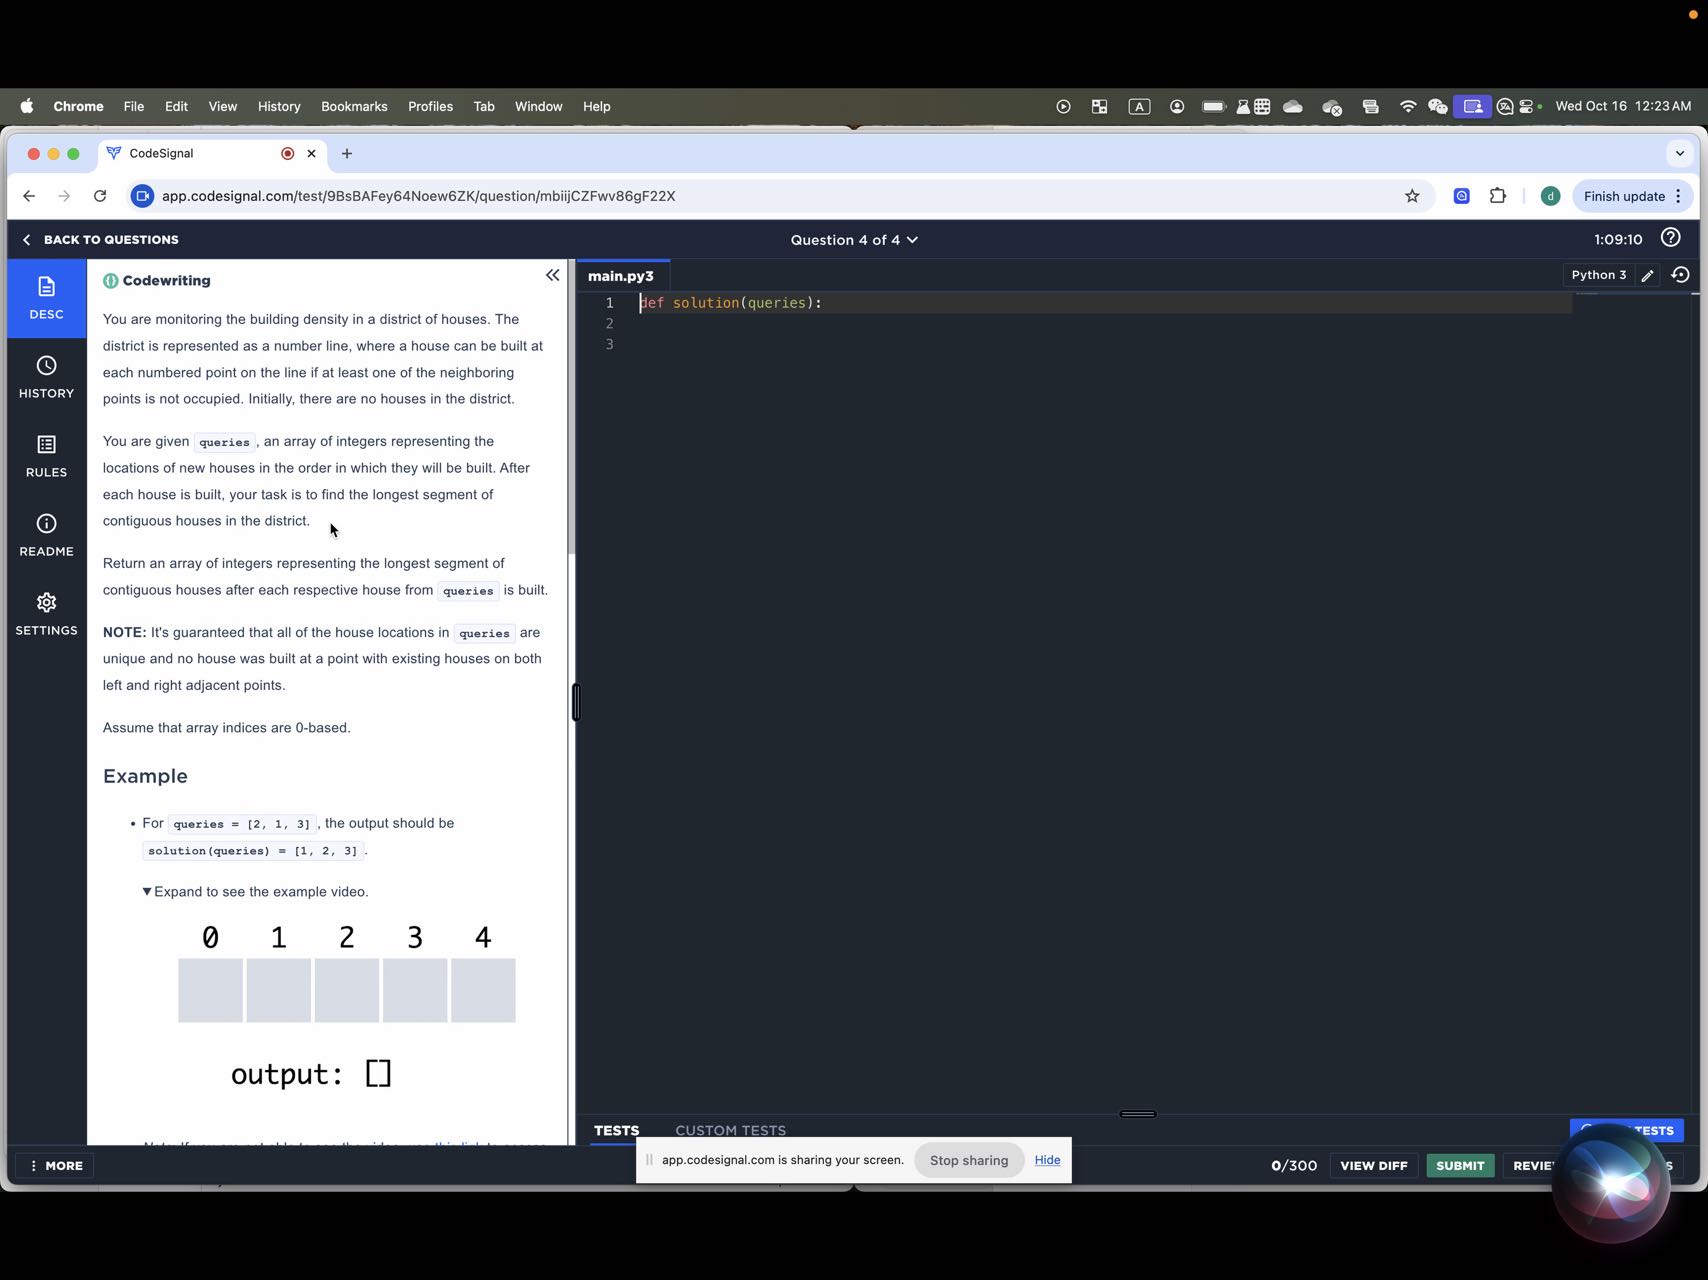 Chrome File Edit View History Bookmarks Profiles Tab Window Help
A
Wed Oct 16 12:23 AM
CodeSignal
app.codesignal.com/test/9BsBAFey64Noew6ZK/question/mbiijCZFwv86gF22X
d
Finish update
BACK TO QUESTIONS
Question 4 of 4
1:09:10
DESC
HISTORY
RULES
README
SETTINGS
Codewriting
You are monitoring the building density in a district of houses. The
district is represented as a number line, where a house can be built at
each numbered point on the line if at least one of the neighboring
points is not occupied. Initially, there are no houses in the district.
You are given queries, an array of integers representing the
locations of new houses in the order in which they will be built. After
each house is built, your task is to find the longest segment of
contiguous houses in the district.
Return an array of integers representing the longest segment of
contiguous houses after each respective house from queries is built.
NOTE: It's guaranteed that all of the house locations in queries are
unique and no house was built at a point with existing houses on both
left and right adjacent points.
Assume that array indices are 0-based.
Example
• For queries = [2, 1, 3], the output should be
solution(queries) = [1, 2, 3].
Expand to see the example video.
0 1 2 3 4
output: []
main.py3
Python 3
1 def solution(queries):
2
3
TESTS
CUSTOM TESTS
TESTS
MORE
app.codesignal.com is sharing your screen.
Stop sharing
Hide
0/300
VIEW DIFF
SUBMIT